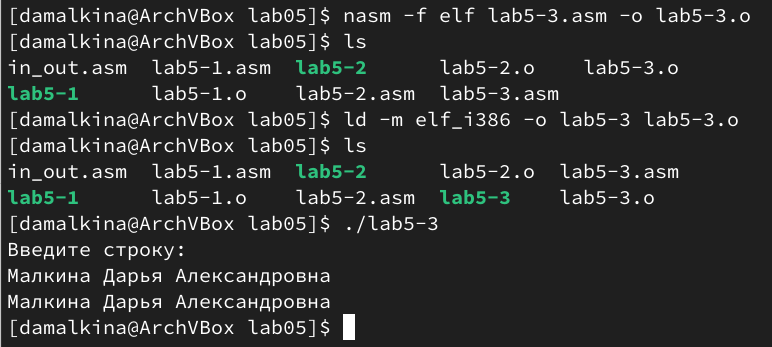 [damalkina@ArchVBox lab05]$ nasm -f elf lab5-3.asm -o lab5-3.o
[damalkina@ArchVBox lab05]$ ls
in_out.asm  lab5-1.asm  lab5-2      lab5-2.o    lab5-3.o
lab5-1      lab5-1.o    lab5-2.asm  lab5-3.asm
[damalkina@ArchVBox lab05]$ ld -m elf_i386 -o lab5-3 lab5-3.o
[damalkina@ArchVBox lab05]$ ls
in_out.asm  lab5-1.asm  lab5-2      lab5-2.o  lab5-3.asm
lab5-1      lab5-1.o    lab5-2.asm  lab5-3    lab5-3.o
[damalkina@ArchVBox lab05]$ ./lab5-3
Введите строку:
Малкина Дарья Александровна
Малкина Дарья Александровна
[damalkina@ArchVBox lab05]$